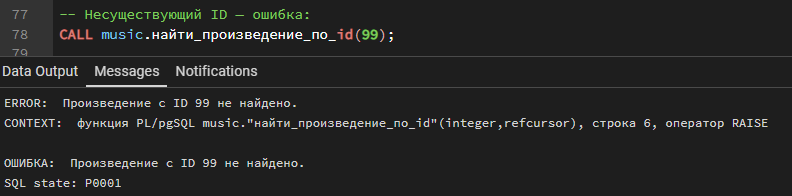 77 -- Несуществующий ID — ошибка:
78 CALL music.найти_произведение_по_id(99);
79
Data Output Messages Notifications
ERROR: Произведение с ID 99 не найдено.
CONTEXT: функция PL/pgSQL music."найти_произведение_по_id"(integer,refcursor), строка 6, оператор RAISE
ОШИБКА: Произведение с ID 99 не найдено.
SQL state: P0001